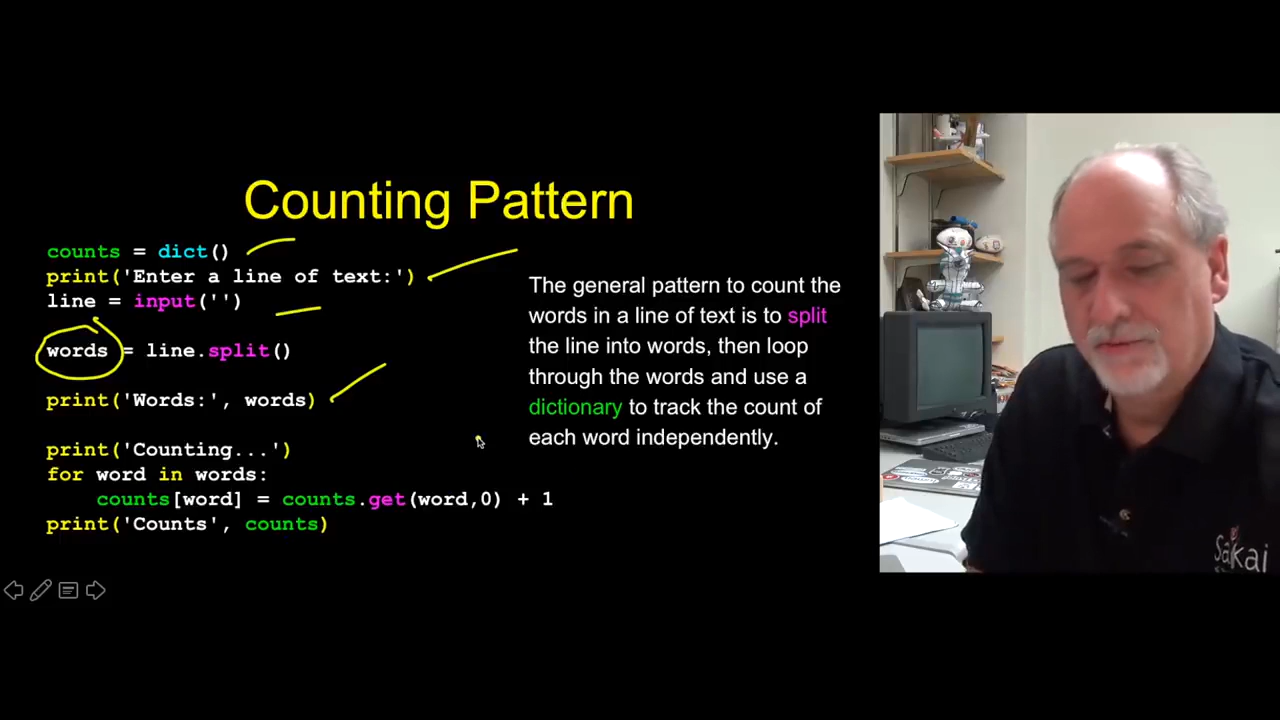 Counting Pattern
counts = dict()
print('Enter a line of text:')
line = input('')
words = line.split()
print('Words:', words)
print('Counting...')
for word in words:
    counts[word] = counts.get(word,0) + 1
print('Counts', counts)
The general pattern to count the
words in a line of text is to split
the line into words, then loop
through the words and use a
dictionary to track the count of
each word independently.
Sakai